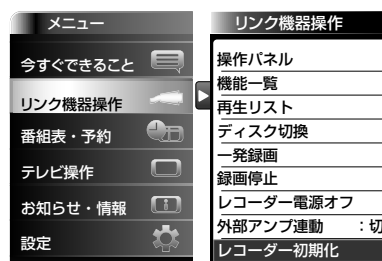 メニュー
今すぐできること
リンク機器操作
番組表・予約
テレビ操作
お知らせ・情報
設定
リンク機器操作
操作パネル
機能一覧
再生リスト
ディスク切換
一発録画
録画停止
レコーダー電源オフ
外部アンプ連動 ：切
レコーダー初期化